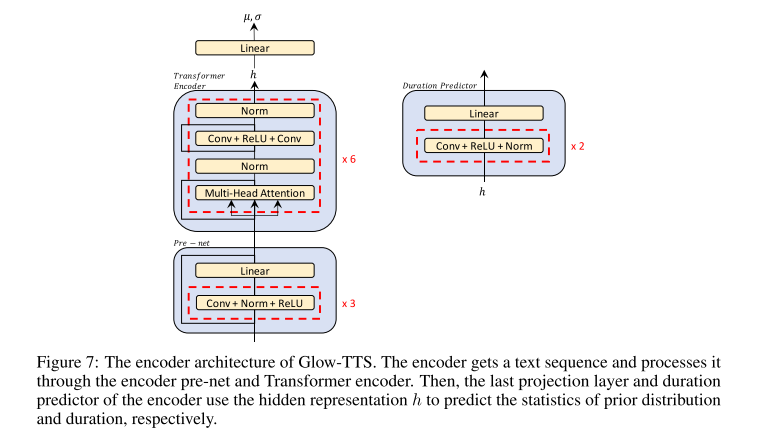 μ, σ
Linear
h
Transformer
Encoder
Norm
Conv + ReLU + Conv
Norm
Multi-Head Attention
x 6
Pre − net
Linear
Conv + Norm + ReLU
x 3
Duration Predictor
Linear
Conv + ReLU + Norm
x 2
h
Figure 7: The encoder architecture of Glow-TTS. The encoder gets a text sequence and processes it
through the encoder pre-net and Transformer encoder. Then, the last projection layer and duration
predictor of the encoder use the hidden representation h to predict the statistics of prior distribution
and duration, respectively.